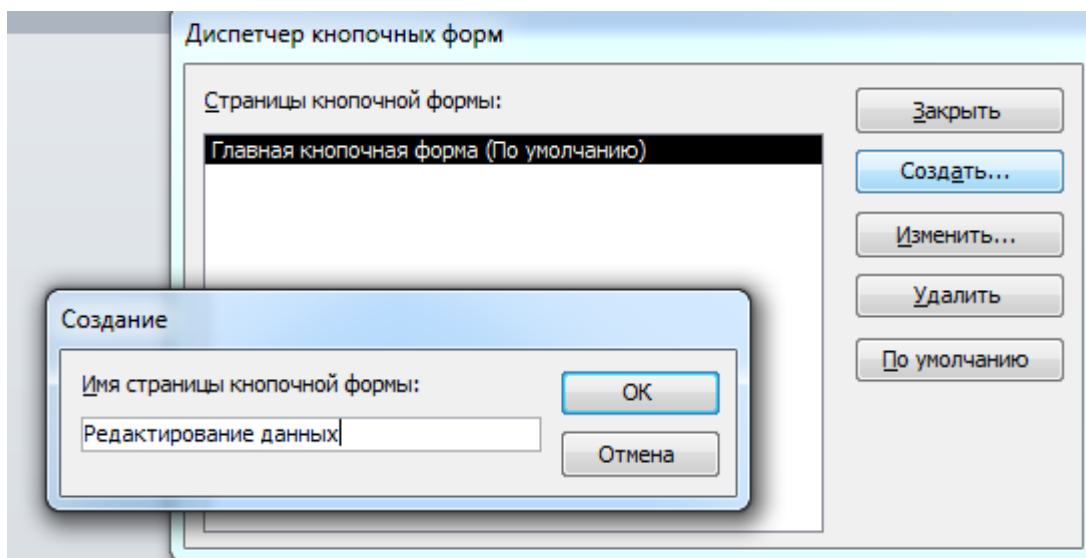 Диспетчер кнопочных форм
Страницы кнопочной формы:
Главная кнопочная форма (По умолчанию)
Закрыть
Создать...
Изменить...
Удалить
По умолчанию
Создание
Имя страницы кнопочной формы:
Редактирование данных
OK
Отмена